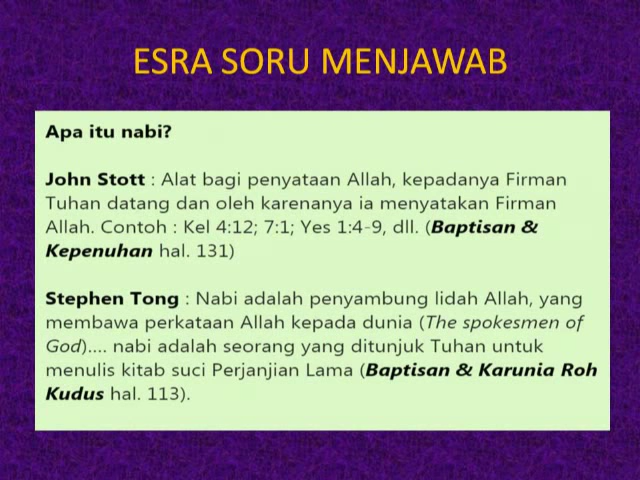 ESRA SORU MENJAWAB
Apa itu nabi?
John Stott : Alat bagi penyataan Allah, kepadanya Firman
Tuhan datang dan oleh karenanya ia menyatakan Firman
Allah. Contoh : Kel 4:12; 7:1; Yes 1:4-9, dll. (Baptisan &
Kepenuhan hal. 131)
Stephen Tong : Nabi adalah penyambung lidah Allah, yang
membawa perkataan Allah kepada dunia (The spokesmen of
God)…. nabi adalah seorang yang ditunjuk Tuhan untuk
menulis kitab suci Perjanjian Lama (Baptisan & Karunia Roh
Kudus hal. 113).